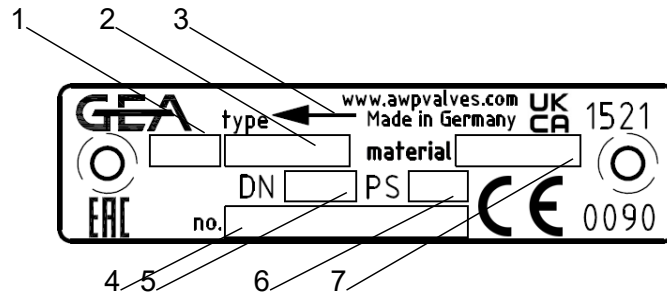 1 2 3
GEA type www.awpvalves.com UK
Made in Germany CA 1521
material
DN PS CE
EAC no. 0090
4 5 6 7